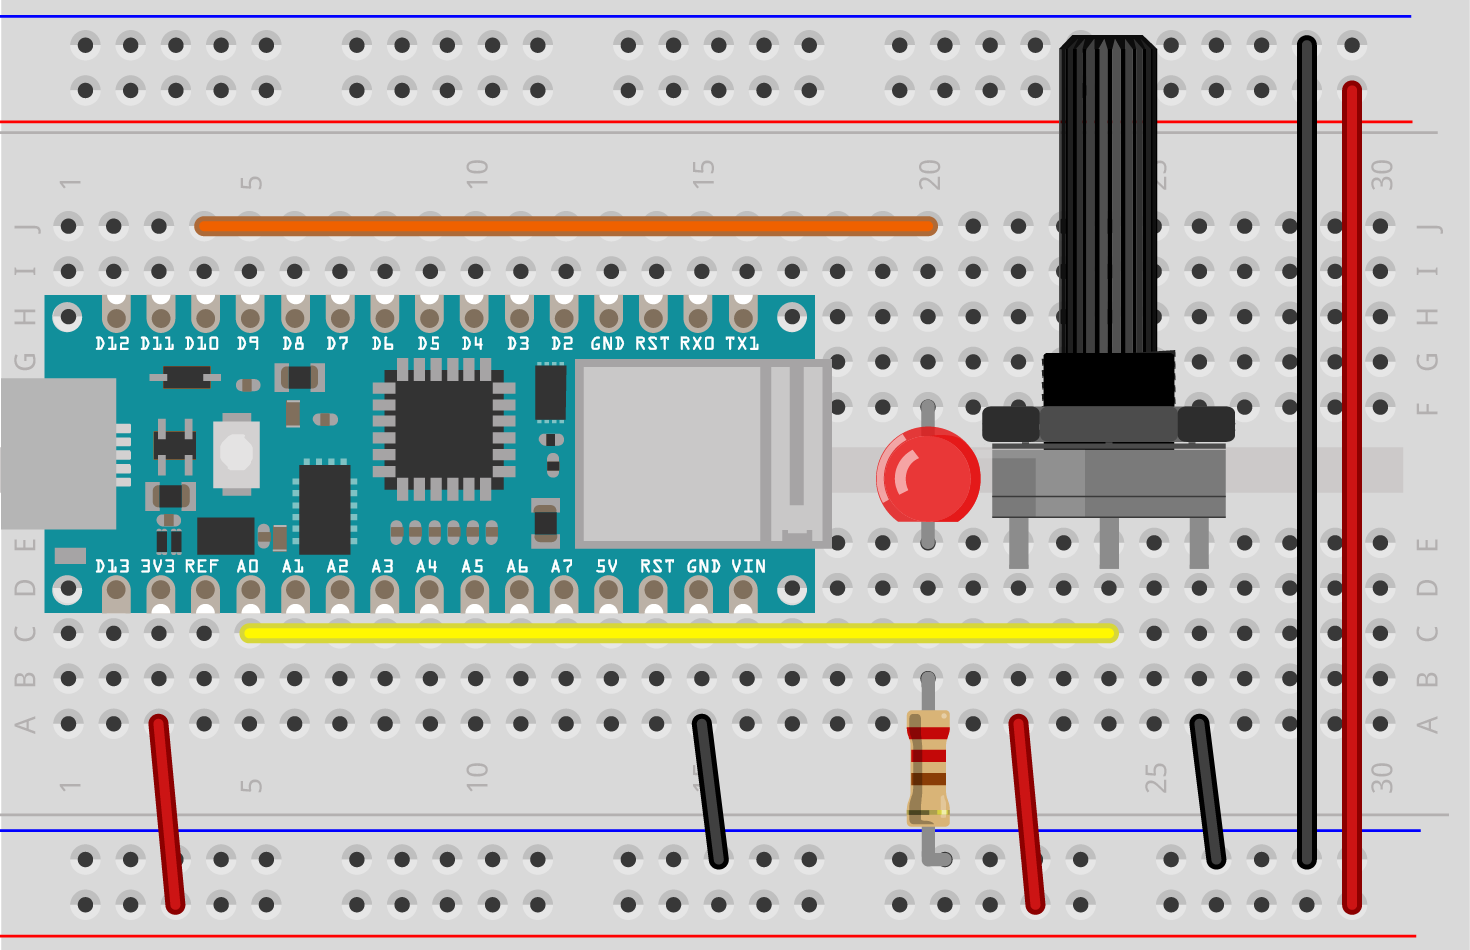 1 5 10 15 20 25 30
J J
I I
H H
D12 D11 D10 D9 D8 D7 D6 D5 D4 D3 D2 GND RST RX0 TX1
G G
F
E E
D13 3V3 REF A0 A1 A2 A3 A4 A5 A6 A7 5V RST GND VIN
D D
C C
B B
A A
1 5 10 15 25 30